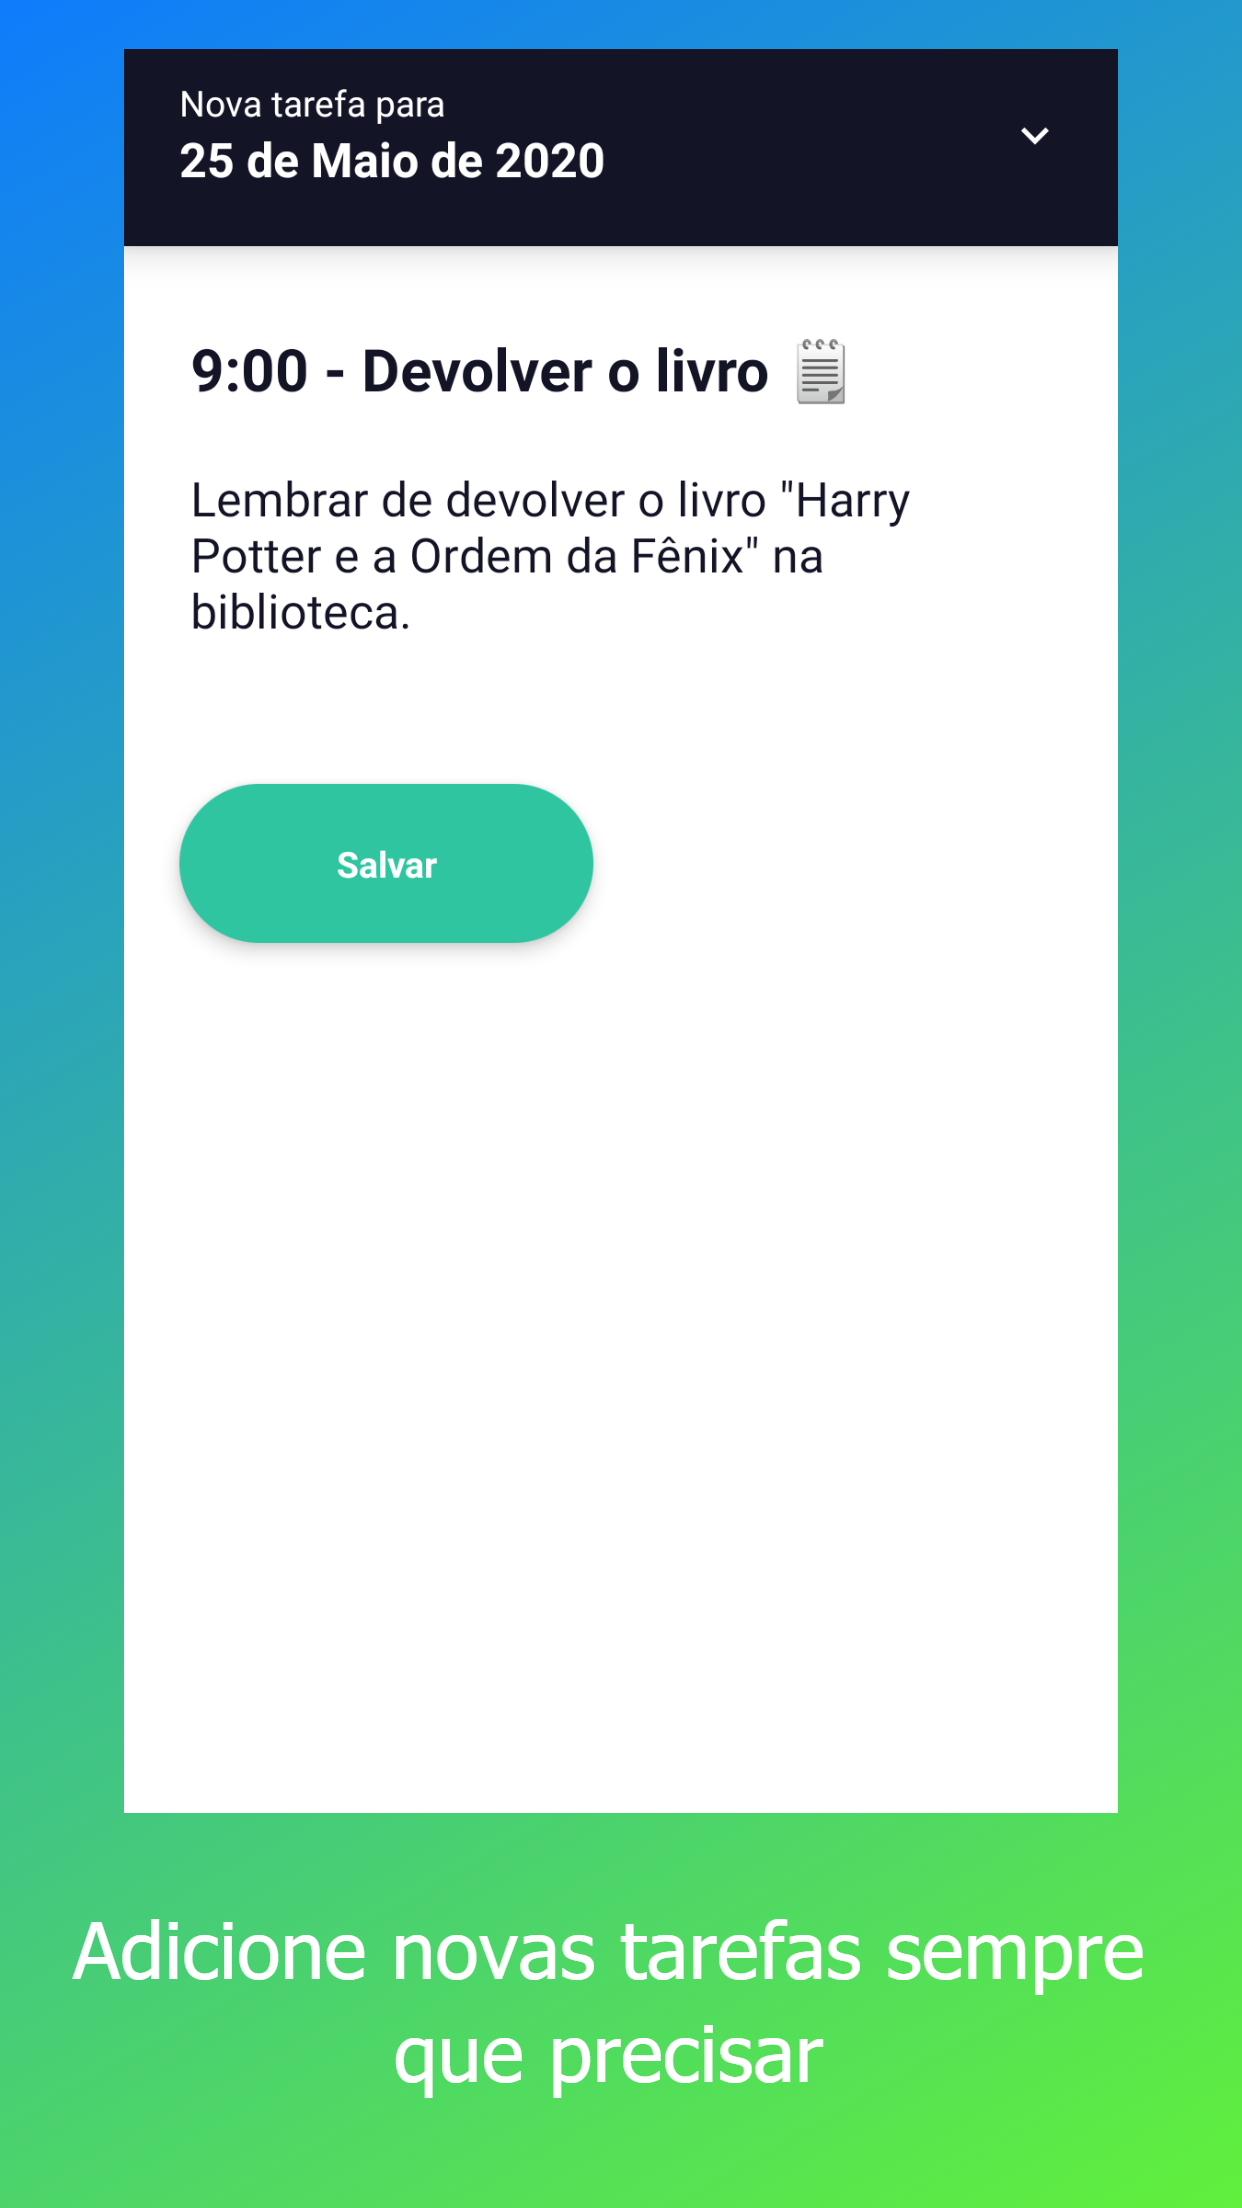 Nova tarefa para
25 de Maio de 2020
9:00 - Devolver o livro 🗒️
Lembrar de devolver o livro "Harry
Potter e a Ordem da Fênix" na
biblioteca.
Salvar
Adicione novas tarefas sempre
que precisar